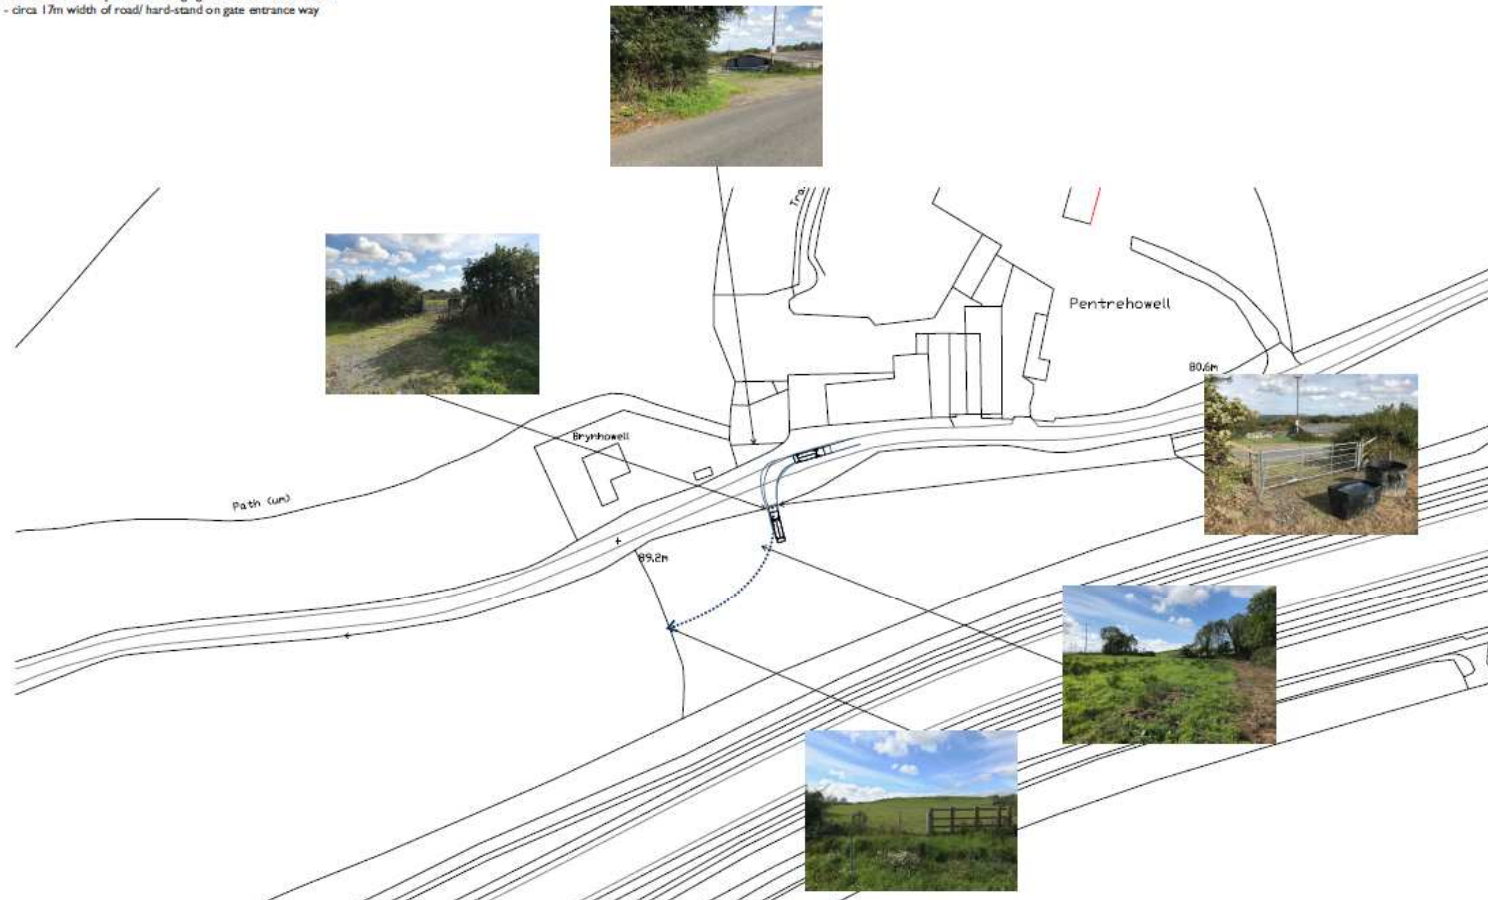 - circa 17m width of road/ hard-stand on gate entrance way
Tra
Pentrehowell
80.6m
Brynhowell
Path (um)
89.2m